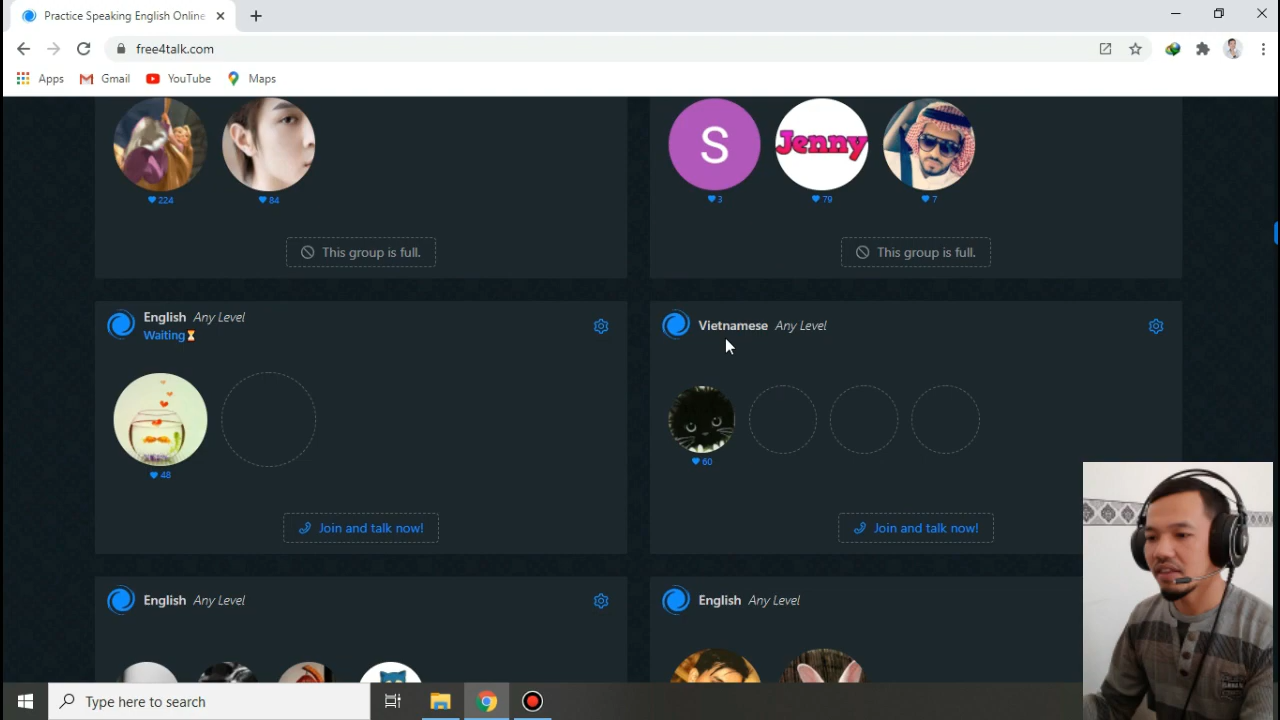 Practice Speaking English Online
free4talk.com
Apps Gmail YouTube Maps
224 84
S Jenny
3 79 7
This group is full.
This group is full.
English Any Level
Waiting
Vietnamese Any Level
48
60
Join and talk now!
Join and talk now!
English Any Level
English Any Level
Type here to search